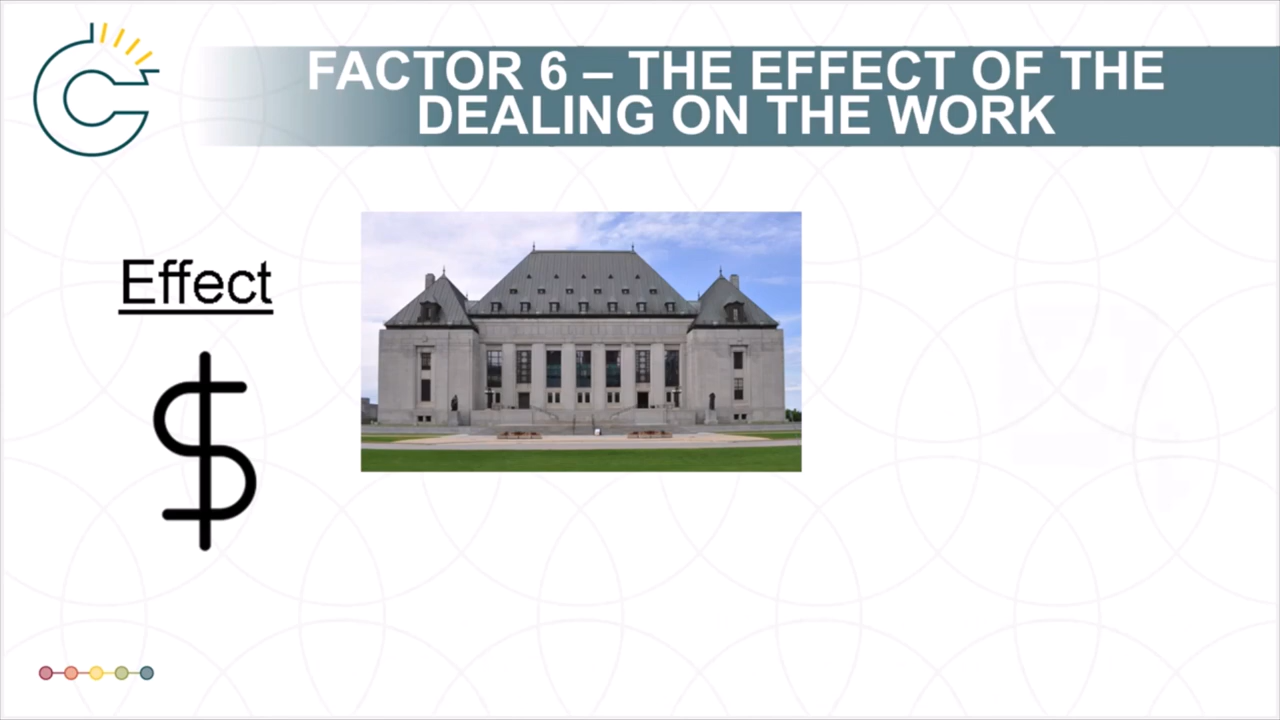 FACTOR 6 – THE EFFECT OF THE
DEALING ON THE WORK
Effect
$